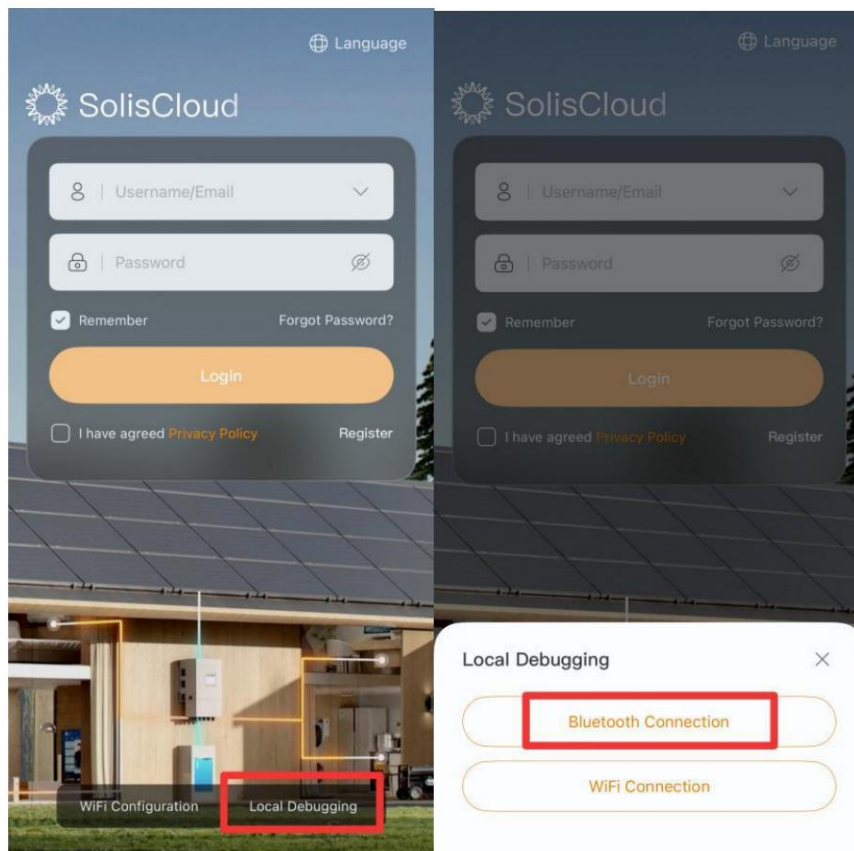 Language
SolisCloud
Username/Email
Password
Remember Forgot Password?
Login
I have agreed Privacy Policy Register
WiFi Configuration Local Debugging
Language
SolisCloud
Username/Email
Password
Remember Forgot Password?
Login
I have agreed Privacy Policy Register
Local Debugging
Bluetooth Connection
WiFi Connection